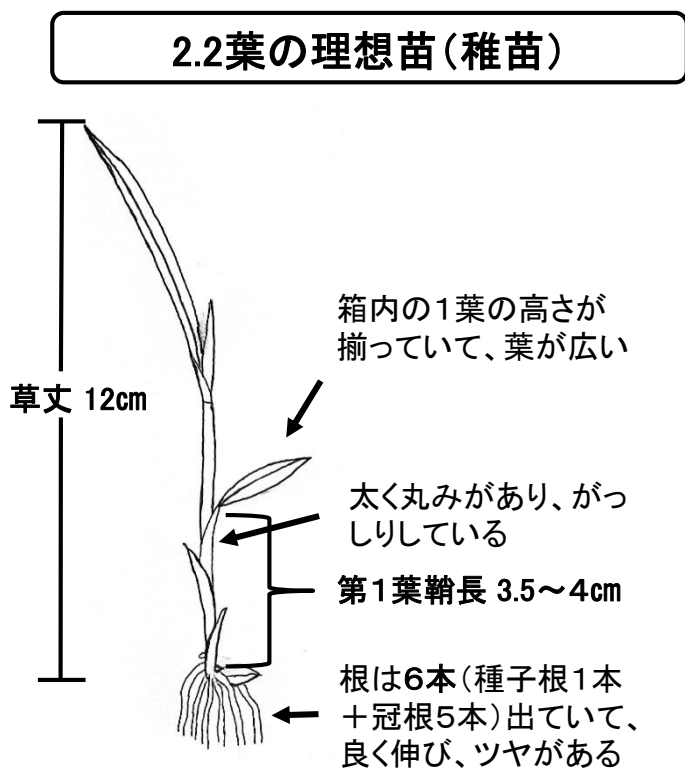 2.2葉の理想苗（稚苗）
箱内の１葉の高さが
揃っていて、葉が広い
草丈 12㎝
太く丸みがあり、がっ
しりしている
第１葉鞘長 3.5～4㎝
根は6本（種子根１本
＋冠根５本）出ていて、
良く伸び、ツヤがある